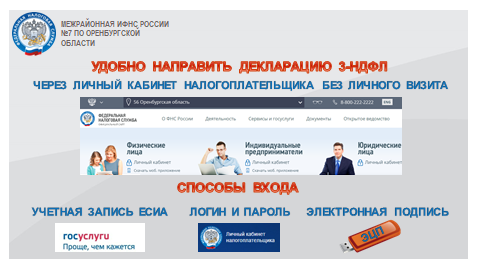 МЕЖРАЙОННАЯ ИФНС РОССИИ
№7 ПО ОРЕНБУРГСКОЙ
ОБЛАСТИ
УДОБНО НАПРАВИТЬ ДЕКЛАРАЦИЮ 3-НДФЛ
ЧЕРЕЗ ЛИЧНЫЙ КАБИНЕТ НАЛОГОПЛАТЕЛЬЩИКА БЕЗ ЛИЧНОГО ВИЗИТА
56 Оренбургская область 8-800-222-2222 ENG
ФЕДЕРАЛЬНАЯ
НАЛОГОВАЯ СЛУЖБА
О ФНС России Деятельность Сервисы и госуслуги Документы Открытое ведомство
Физические
лица
Личный кабинет
Скачать моб. приложение
Индивидуальные
предприниматели
Личный кабинет
Скачать моб. приложение
Юридические
лица
Личный кабинет
СПОСОБЫ ВХОДА
УЧЕТНАЯ ЗАПИСЬ ЕСИА ЛОГИН И ПАРОЛЬ ЭЛЕКТРОННАЯ ПОДПИСЬ
госуслуги
Проще, чем кажется
Личный кабинет
налогоплательщика
ЭЦП